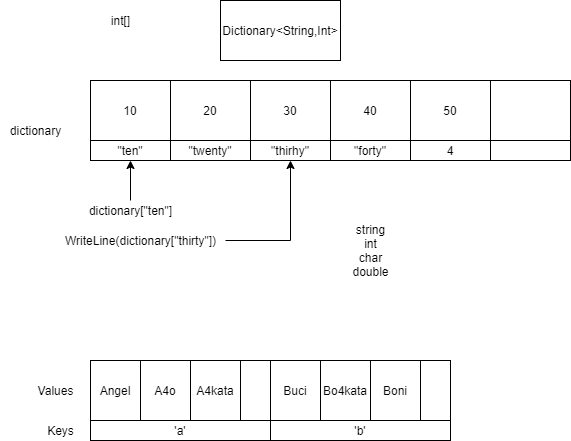 int[]
Dictionary<String,Int>
dictionary
10 20 30 40 50
"ten" "twenty" "thirhy" "forty" 4
dictionary["ten"]
WriteLine(dictionary["thirty"])
string
int
char
double
Values Angel A4o A4kata Buci Bo4kata Boni
Keys 'a' 'b'